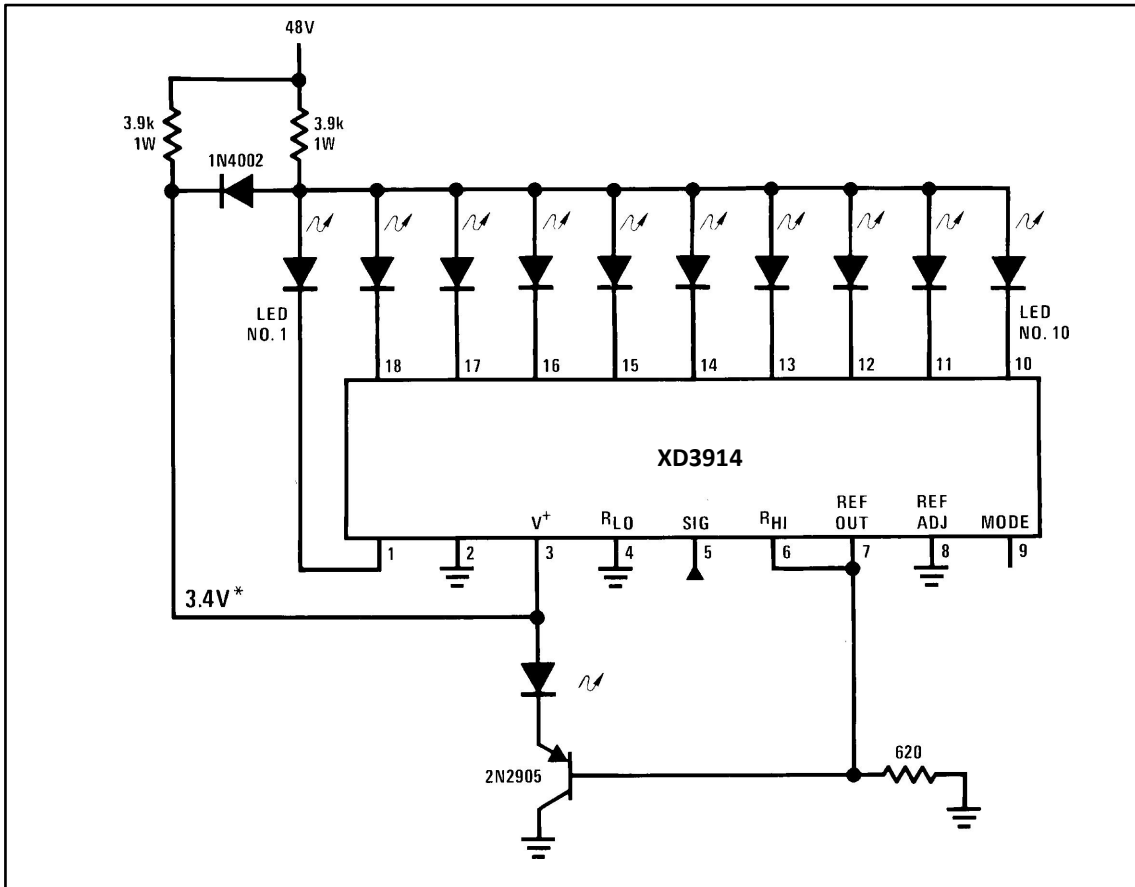 48V
3.9k
1W
3.9k
1W
1N4002
LED
NO. 1
LED
NO. 10
18
17
16
15
14
13
12
11
10
XD3914
V+
RLO
SIG
RHI
REF
OUT
REF
ADJ
MODE
1
2
3
4
5
6
7
8
9
3.4V*
2N2905
620